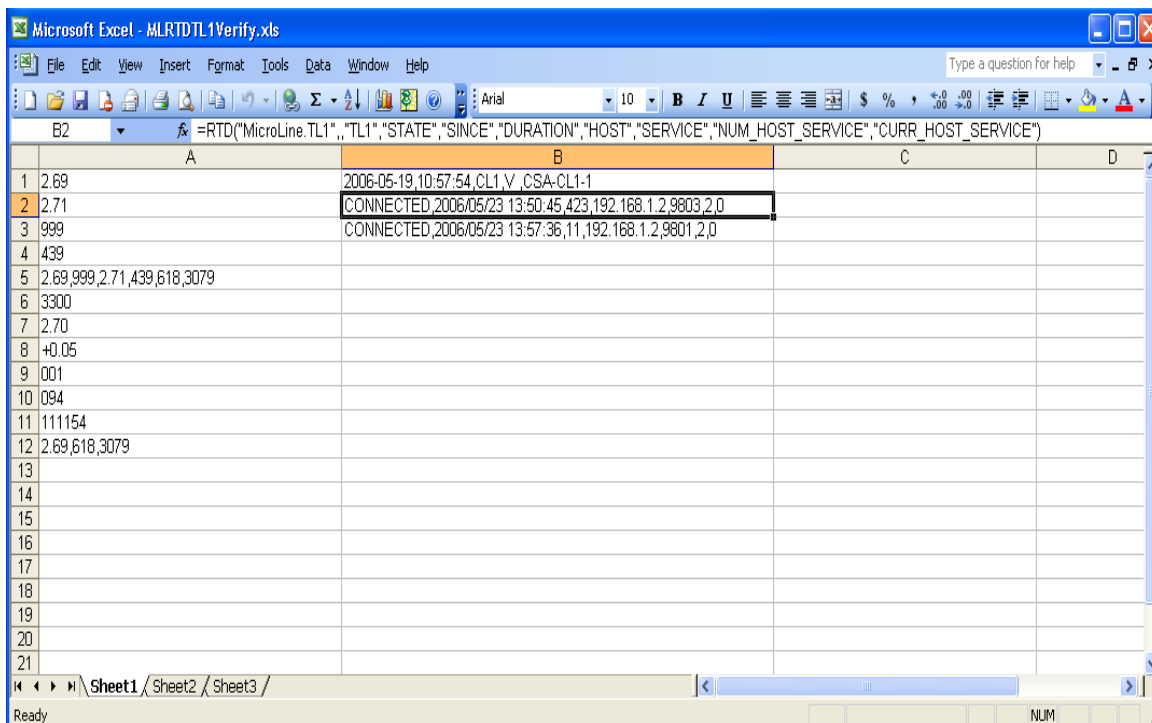 Microsoft Excel - MLRTDTL1Verify.xls
File Edit View Insert Format Tools Data Window Help Type a question for help
Arial 10 B I U $ % ,
B2 fx =RTD("MicroLine.TL1",,"TL1","STATE","SINCE","DURATION","HOST","SERVICE","NUM_HOST_SERVICE","CURR_HOST_SERVICE")
A B C D
1 2.69 2006-05-19,10:57:54,CL1,V ,CSA-CL1-1
2 2.71 CONNECTED,2006/05/23 13:50:45,423,192.168.1.2,9803,2,0
3 999 CONNECTED,2006/05/23 13:57:36,11,192.168.1.2,9801,2,0
4 439
5 2.69,999,2.71,439,618,3079
6 3300
7 2.70
8 +0.05
9 001
10 094
11 111154
12 2.69,618,3079
13
14
15
16
17
18
19
20
21
Sheet1 / Sheet2 / Sheet3 /
Ready NUM